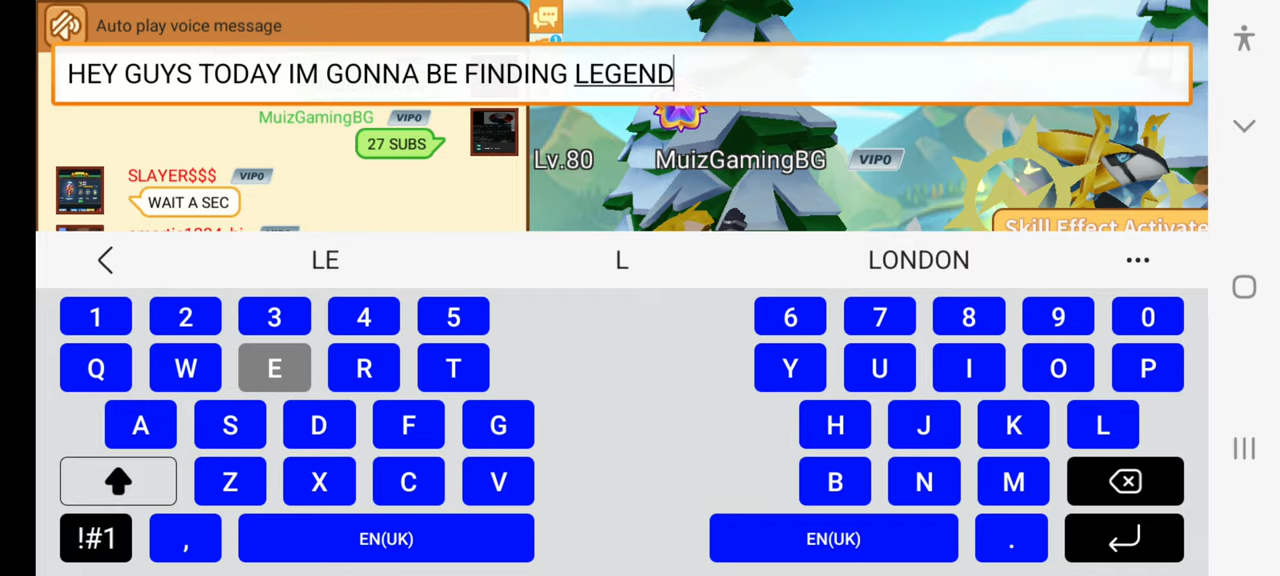 Auto play voice message
HEY GUYS TODAY IM GONNA BE FINDING LEGEND
MuizGamingBG VIP0
27 SUBS
SLAYER$$$ VIP0
WAIT A SEC
Lv.80 MuizGamingBG VIP0
Skill Effect Activate
LE L LONDON
1 2 3 4 5 6 7 8 9 0
Q W E R T Y U I O P
A S D F G H J K L
Z X C V B N M
!#1 , EN(UK) EN(UK) .